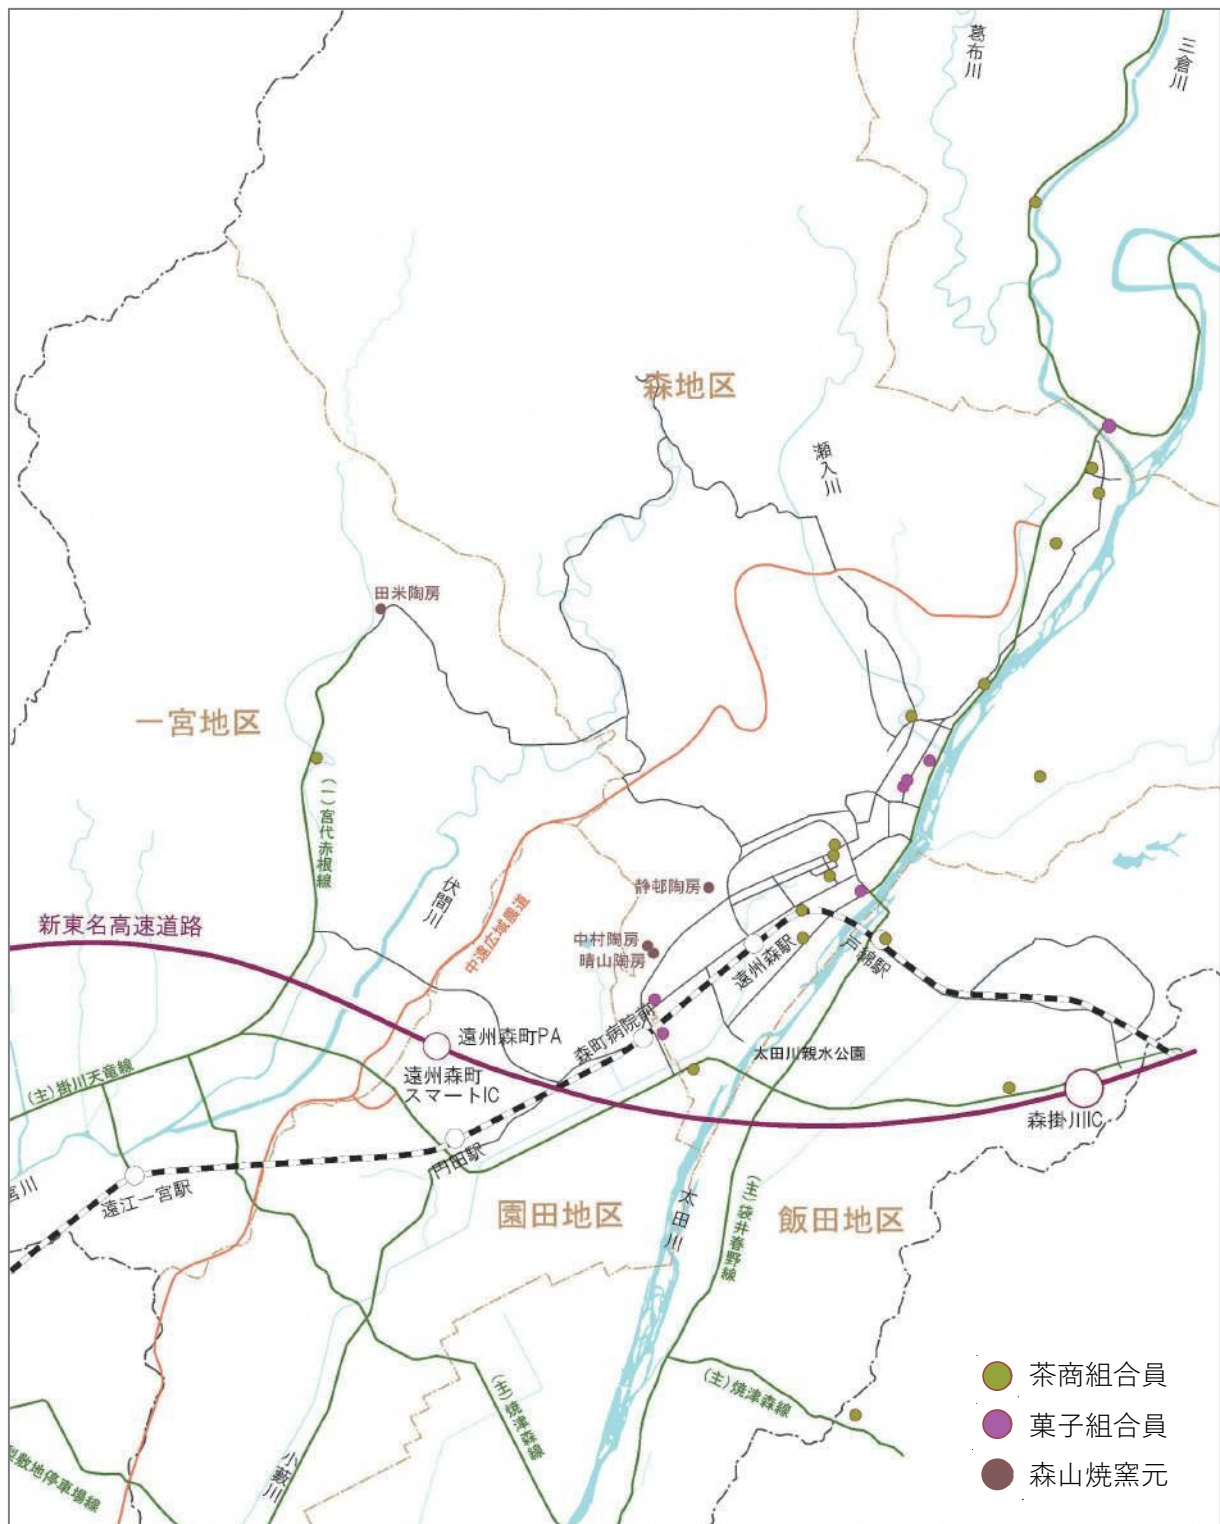 葛布川
三倉川
森地区
瀬入川
田米陶房
一宮地区
(一)宮代赤根線
伏間川
静邨陶房
新東名高速道路
中遠広域農道
中村陶房
晴山陶房
遠州森駅
戸綿駅
遠州森町PA
森町病院前
太田川親水公園
(主)掛川天竜線
遠州森町
スマートIC
森掛川IC
円田駅
宮川
遠江一宮駅
園田地区
太田川
(主)袋井春野線
飯田地区
(主)焼津森線
(主)焼津森線
敷地停車場線
小藪川
茶商組合員
菓子組合員
森山焼窯元